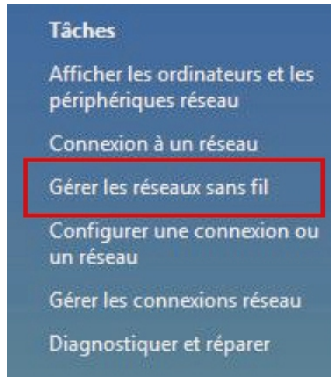 Tâches
Afficher les ordinateurs et les
périphériques réseau
Connexion à un réseau
Gérer les réseaux sans fil
Configurer une connexion ou
un réseau
Gérer les connexions réseau
Diagnostiquer et réparer